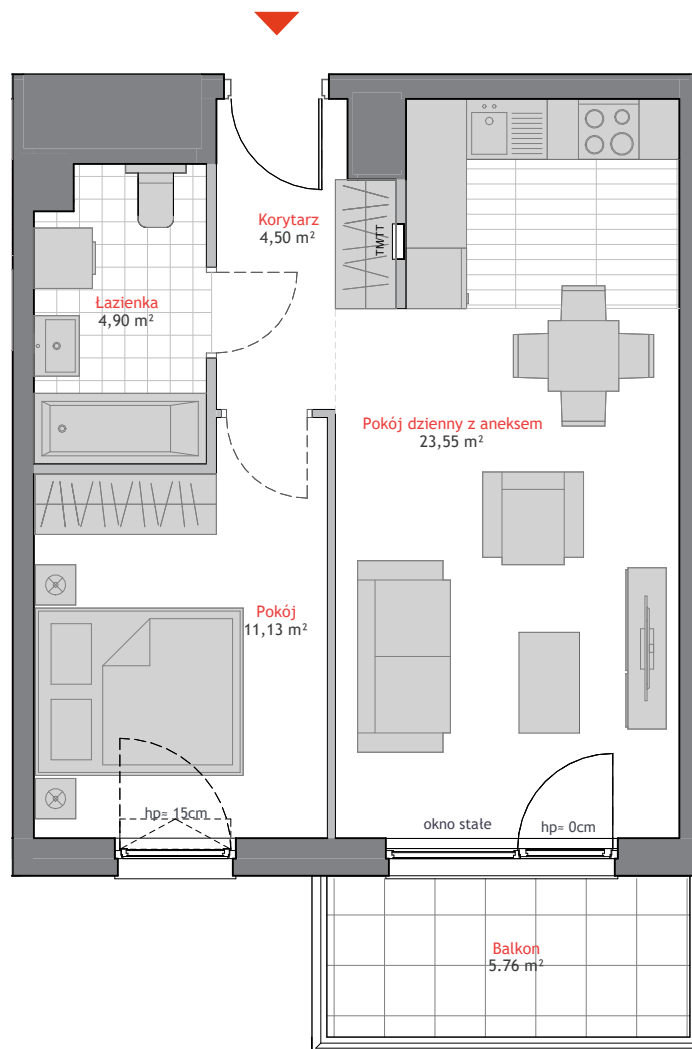 Korytarz
4,50 m²
TMTT
Łazienka
4,90 m²
Pokój dzienny z aneksem
23,55 m²
Pokój
11,13 m²
hp= 15cm
okno stałe
hp= 0cm
Balkon
5.76 m²